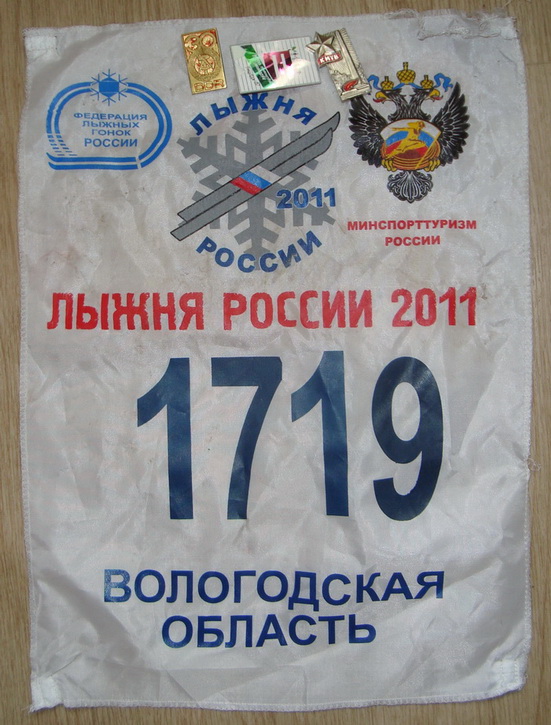 ФЕДЕРАЦИЯ
ЛЫЖНЫХ
ГОНОК
РОССИИ
ЛЫЖНЯ
2011
РОССИИ
МИНСПОРТТУРИЗМ
РОССИИ
ЛЫЖНЯ РОССИИ 2011
1719
ВОЛОГОДСКАЯ
ОБЛАСТЬ